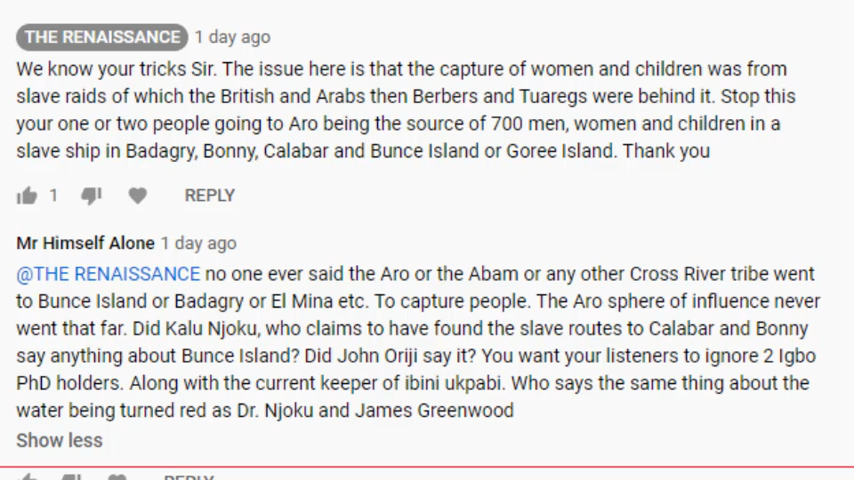 THE RENAISSANCE 1 day ago
We know your tricks Sir. The issue here is that the capture of women and children was from
slave raids of which the British and Arabs then Berbers and Tuaregs were behind it. Stop this
your one or two people going to Aro being the source of 700 men, women and children in a
slave ship in Badagry, Bonny, Calabar and Bunce Island or Goree Island. Thank you
1 REPLY
Mr Himself Alone 1 day ago
@THE RENAISSANCE no one ever said the Aro or the Abam or any other Cross River tribe went
to Bunce Island or Badagry or El Mina etc. To capture people. The Aro sphere of influence never
went that far. Did Kalu Njoku, who claims to have found the slave routes to Calabar and Bonny
say anything about Bunce Island? Did John Oriji say it? You want your listeners to ignore 2 Igbo
PhD holders. Along with the current keeper of ibini ukpabi. Who says the same thing about the
water being turned red as Dr. Njoku and James Greenwood
Show less
REPLY